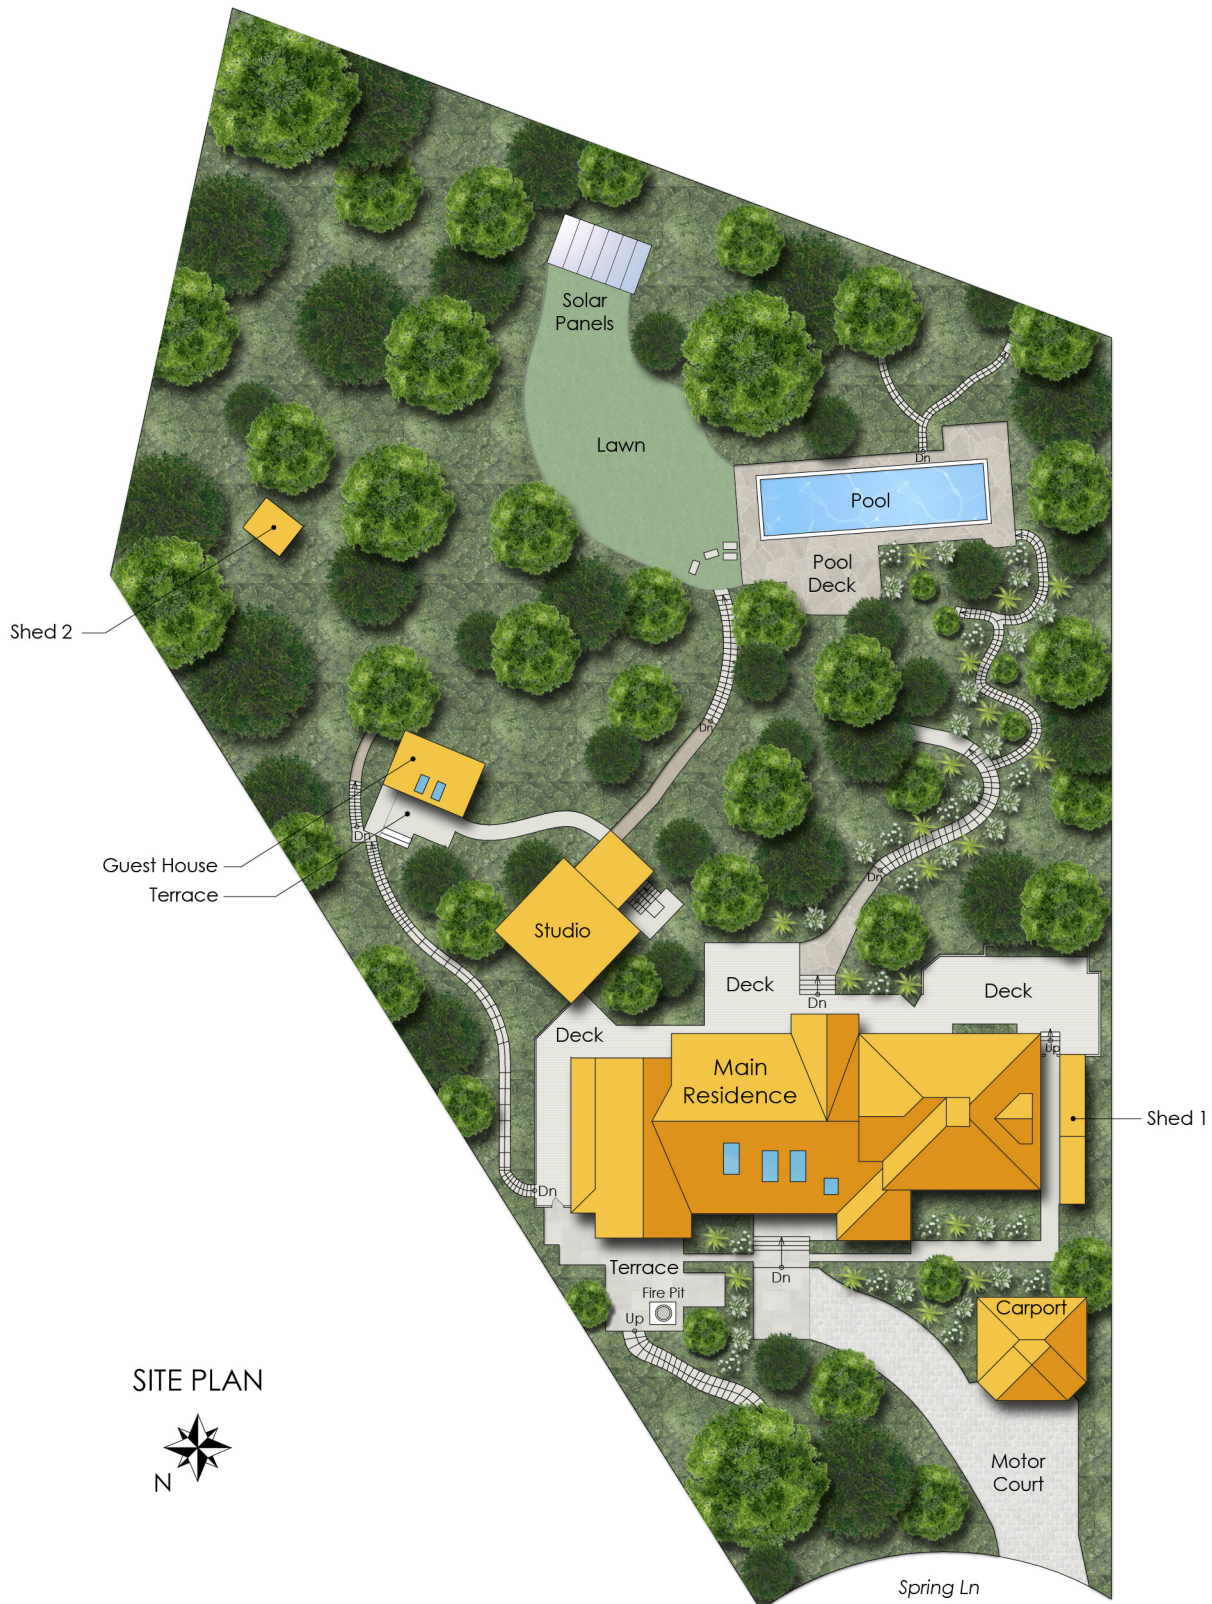 Solar
Panels
Lawn
Dn
Pool
Pool
Deck
Shed 2
Dn
Guest House
Terrace
Dn
Dn
Studio
Deck
Deck
Dn
Deck
Up
Main
Residence
Shed 1
Dn
Terrace
Dn
Fire Pit
Up
Carport
SITE PLAN
N
Motor
Court
Spring Ln